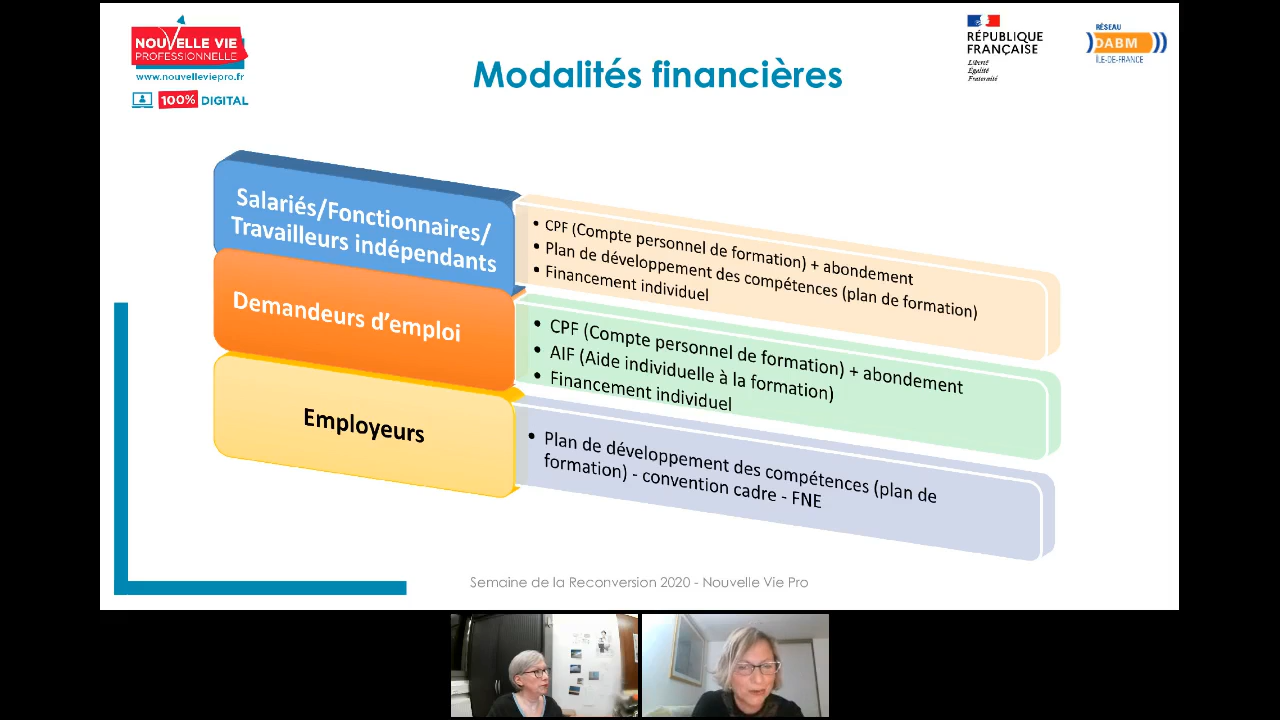 NOUVELLE VIE
PROFESSIONNELLE
www.nouvelleviepro.fr
100% DIGITAL
Modalités financières
RÉPUBLIQUE
FRANÇAISE
Liberté
Égalité
Fraternité
RÉSEAU
DABM
ÎLE-DE-FRANCE
Salariés/Fonctionnaires/
Travailleurs indépendants
• CPF (Compte personnel de formation) + abondement
• Plan de développement des compétences (plan de formation)
• Financement individuel
Demandeurs d’emploi
• CPF (Compte personnel de formation) + abondement
• AIF (Aide individuelle à la formation)
• Financement individuel
Employeurs
• Plan de développement des compétences (plan de
formation) - convention cadre - FNE
Semaine de la Reconversion 2020 - Nouvelle Vie Pro